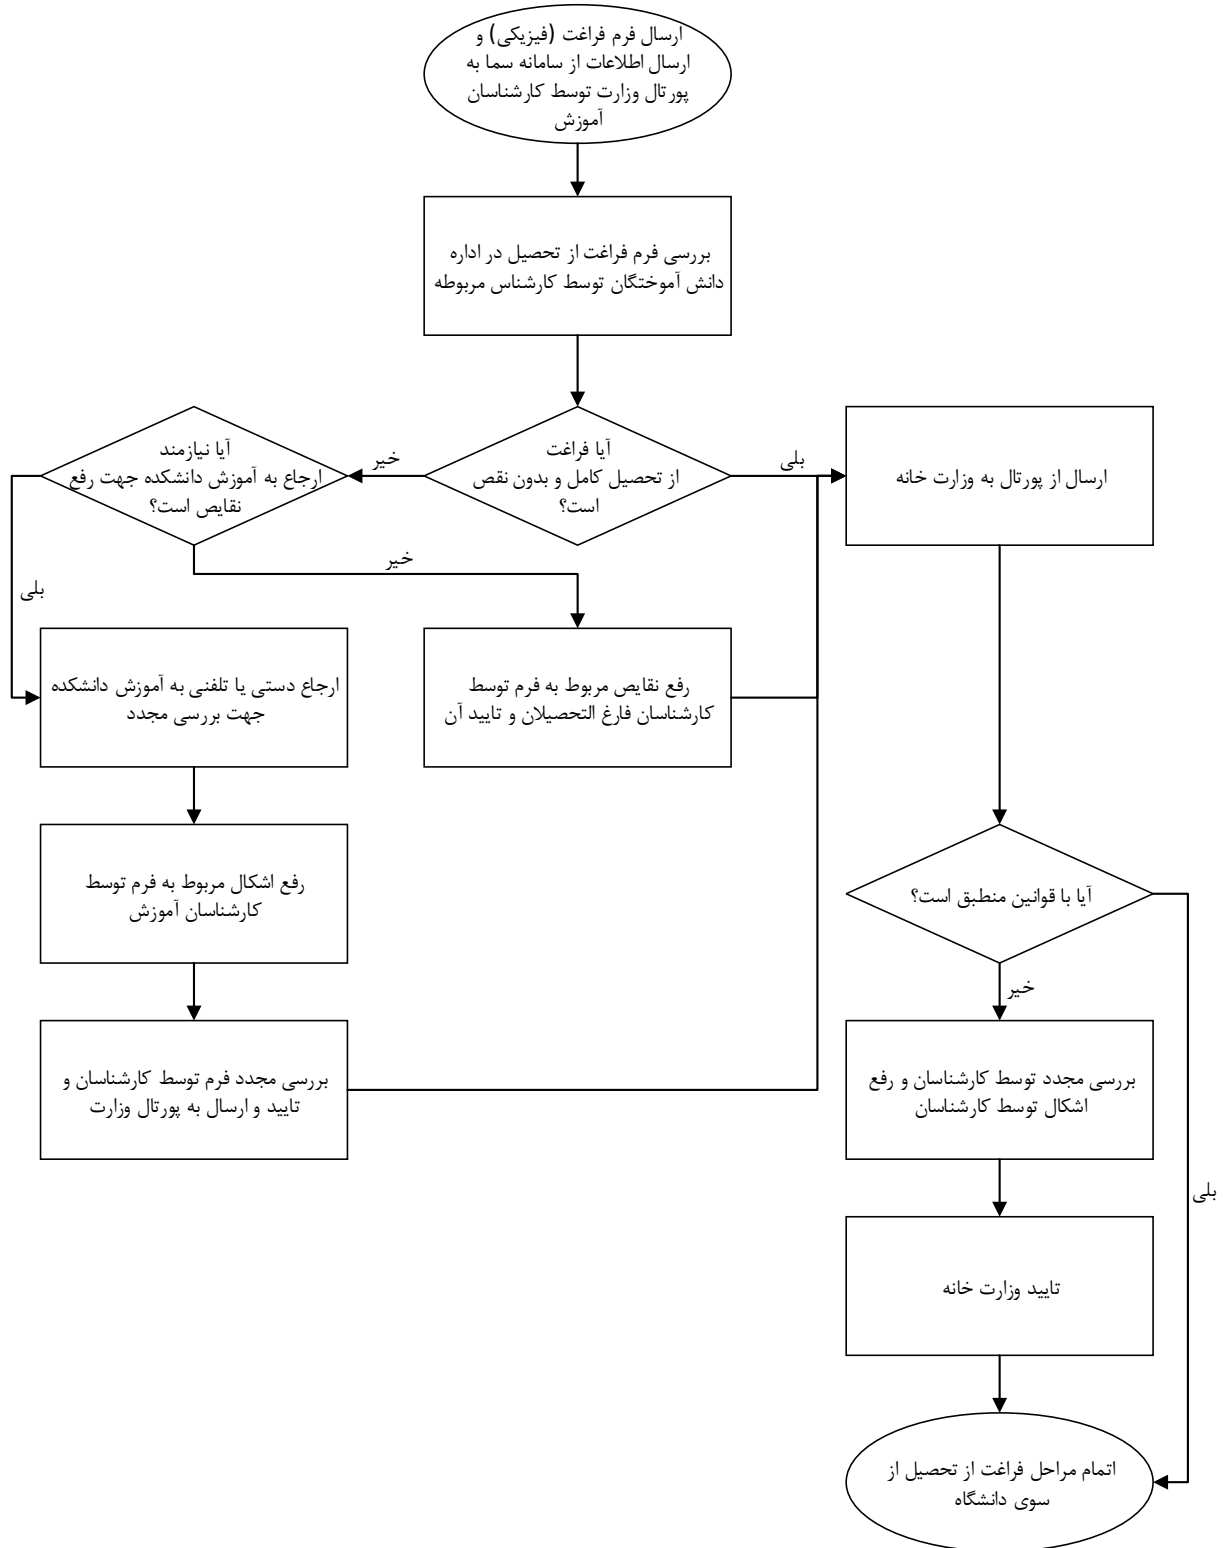 ارسال فرم فراغت (فیزیکی) و
ارسال اطلاعات از سامانه سما به
پورتال وزارت توسط کارشناسان
آموزش
بررسی فرم فراغت از تحصیل در اداره
دانش آموختگان توسط کارشناس مربوطه
آیا فراغت
از تحصیل کامل و بدون نقص
است؟
بلی
خیر
ارسال از پورتال به وزارت خانه
آیا نیازمند
ارجاع به آموزش دانشکده جهت رفع
نقایص است؟
خیر
بلی
رفع نقایص مربوط به فرم توسط
کارشناسان فارغ التحصیلان و تایید آن
ارجاع دستی یا تلفنی به آموزش دانشکده
جهت بررسی مجدد
رفع اشکال مربوط به فرم توسط
کارشناسان آموزش
بررسی مجدد فرم توسط کارشناسان و
تایید و ارسال به پورتال وزارت
آیا با قوانین منطبق است؟
خیر
بلی
بررسی مجدد توسط کارشناسان و رفع
اشکال توسط کارشناسان
تایید وزارت خانه
اتمام مراحل فراغت از تحصیل از
سوی دانشگاه